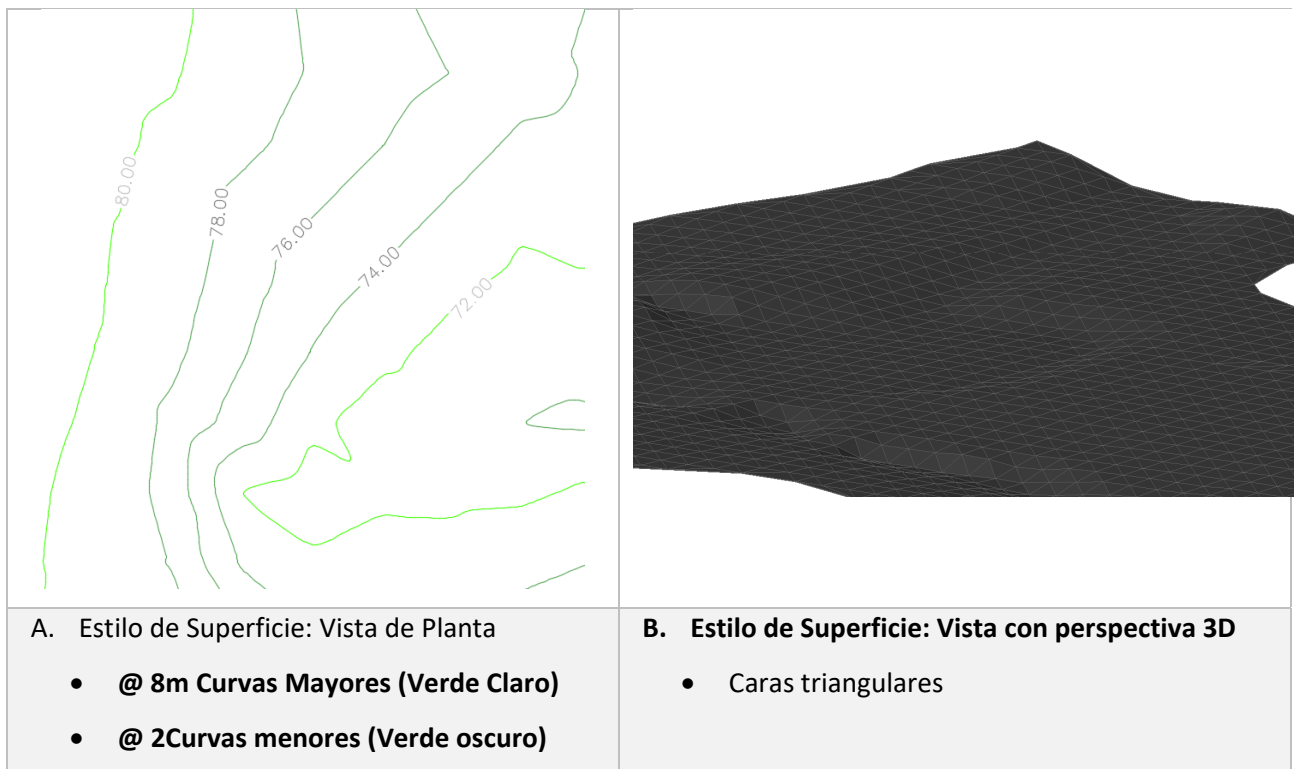 80.00
78.00
76.00
74.00
72.00
A. Estilo de Superficie: Vista de Planta
• @ 8m Curvas Mayores (Verde Claro)
• @ 2Curvas menores (Verde oscuro)
B. Estilo de Superficie: Vista con perspectiva 3D
• Caras triangulares